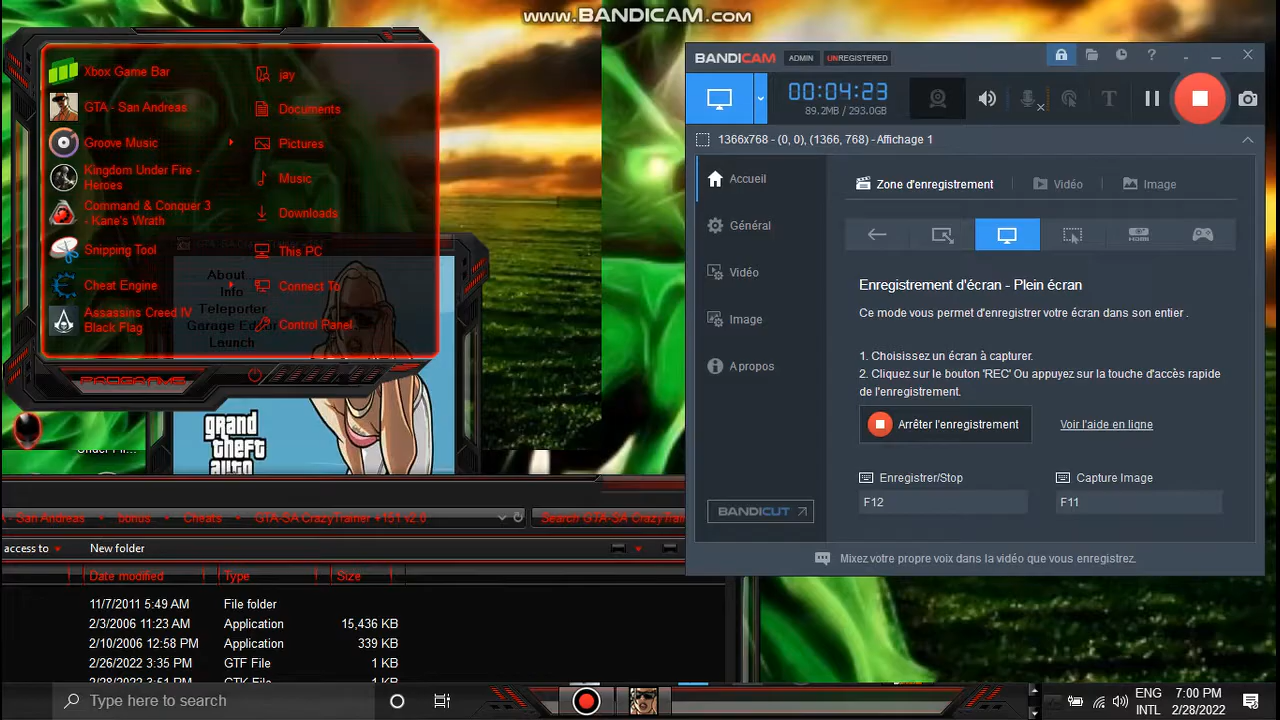 www.BANDICAM.com
Xbox Game Bar
GTA - San Andreas
Groove Music
Kingdom Under Fire -
Heroes
Command & Conquer 3
- Kane's Wrath
Snipping Tool
Cheat Engine
Assassins Creed IV
Black Flag
jay
Documents
Pictures
Music
Downloads
This PC
Connect To
Control Panel
About...
Info
Teleporter
Garage Editor
Launch
grand
theft
auto
- San Andreas
bonus
Cheats
GTA-SA CrazyTrainer +151 v2.0
Search GTA-SA CrazyTrain
access to
New folder
Date modified
Type
Size
11/7/2011 5:49 AM
File folder
2/3/2006 11:23 AM
Application
15,436 KB
2/10/2006 12:58 PM
Application
339 KB
2/26/2022 3:35 PM
GTF File
1 KB
BANDICAM
ADMIN
UNREGISTERED
00:04:23
89.2MB / 293.0GB
1366x768 - (0, 0), (1366, 768) - Affichage 1
Accueil
Général
Vidéo
Image
A propos
BANDICUT
Zone d'enregistrement
Vidéo
Image
Enregistrement d'écran - Plein écran
Ce mode vous permet d'enregistrer votre écran dans son entier .
1. Choisissez un écran à capturer.
2. Cliquez sur le bouton 'REC' Ou appuyez sur la touche d'accès rapide
de l'enregistrement.
Arrêter l'enregistrement
Voir l'aide en ligne
Enregistrer/Stop
Capture Image
F12
F11
Mixez votre propre voix dans la vidéo que vous enregistrez.
Type here to search
ENG
INTL
7:00 PM
2/28/2022